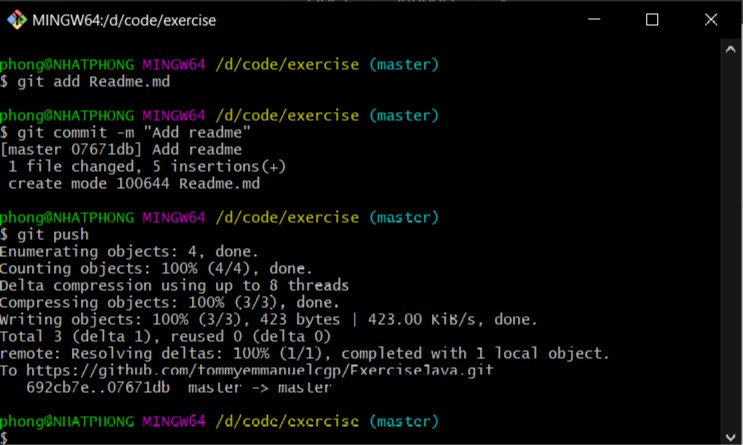 MINGW64:/d/code/exercise
phong@NHATPHONG MINGW64 /d/code/exercise (master)
$ git add Readme.md
phong@NHATPHONG MINGW64 /d/code/exercise (master)
$ git commit -m "Add readme"
[master 07671db] Add readme
 1 file changed, 5 insertions(+)
 create mode 100644 Readme.md
phong@NHATPHONG MINGW64 /d/code/exercise (master)
$ git push
Enumerating objects: 4, done.
Counting objects: 100% (4/4), done.
Delta compression using up to 8 threads
Compressing objects: 100% (3/3), done.
Writing objects: 100% (3/3), 423 bytes | 423.00 KiB/s, done.
Total 3 (delta 1), reused 0 (delta 0)
remote: Resolving deltas: 100% (1/1), completed with 1 local object.
To https://github.com/tommyemmanuelcgp/ExerciseJava.git
   692cb7e..07671db  master -> master
phong@NHATPHONG MINGW64 /d/code/exercise (master)
$